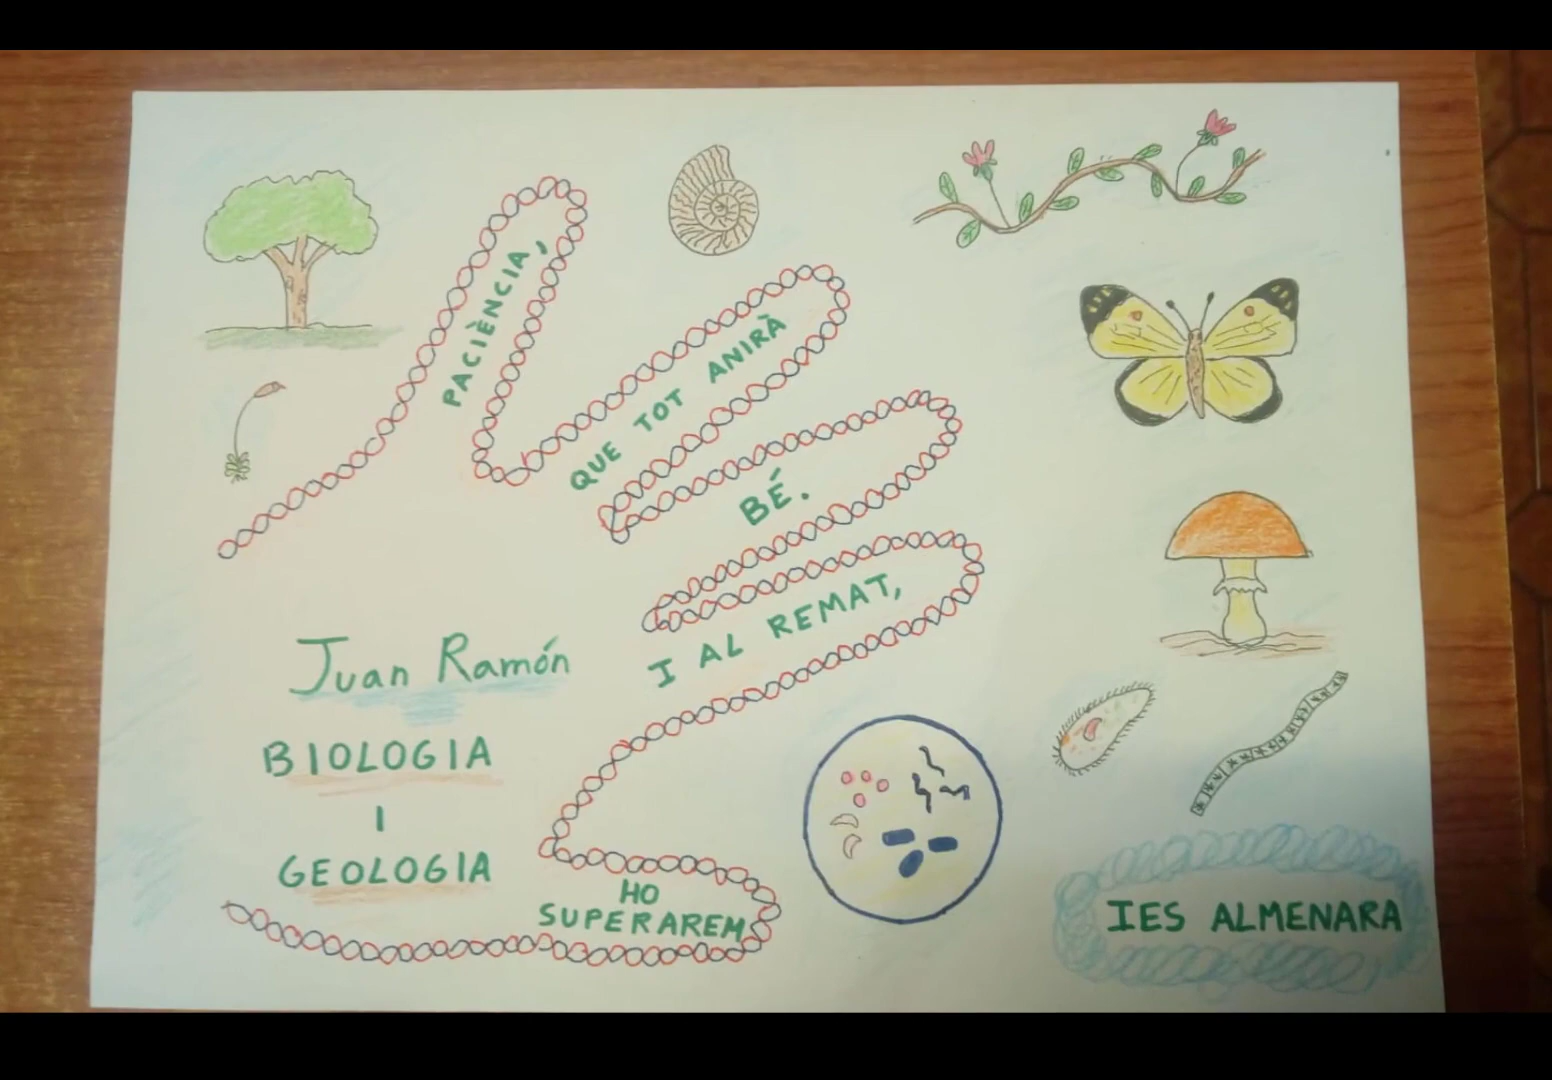 PACIÈNCIA,
QUE TOT ANIRÀ
BÉ.
I AL REMAT,
HO
SUPERAREM
Juan Ramón
BIOLOGIA
I
GEOLOGIA
IES ALMENARA